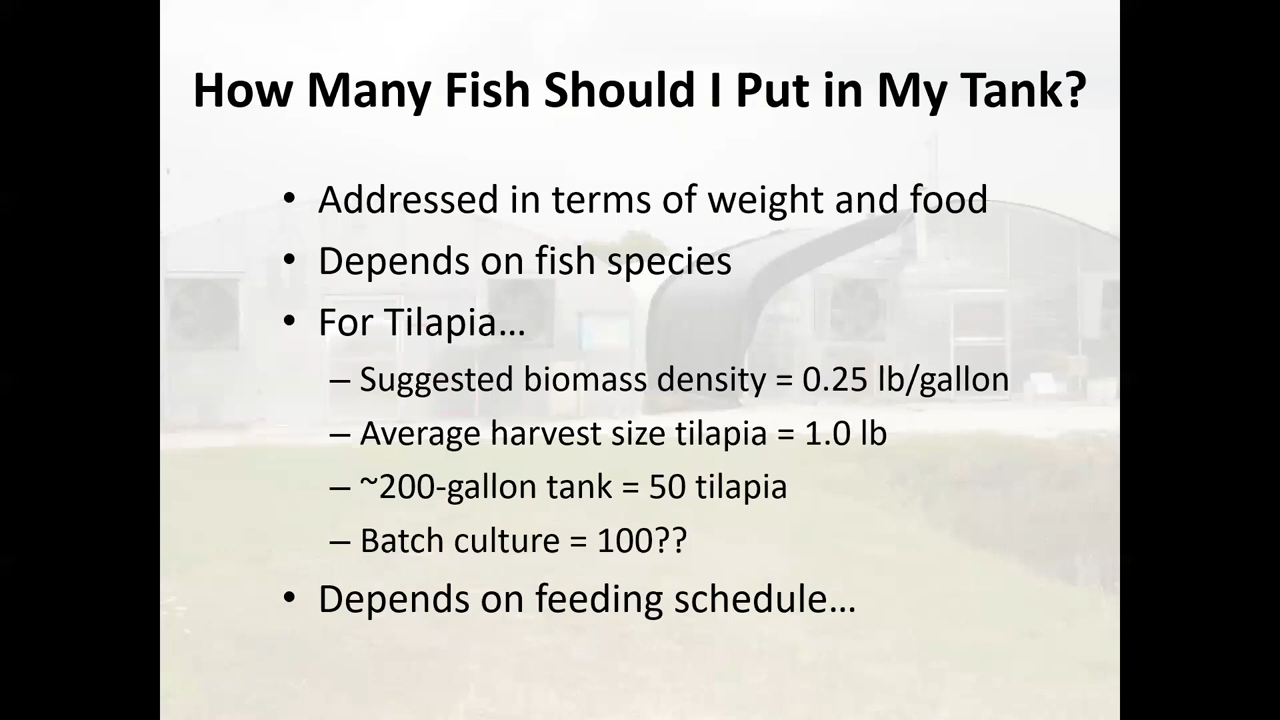 How Many Fish Should I Put in My Tank?
• Addressed in terms of weight and food
• Depends on fish species
• For Tilapia…
– Suggested biomass density = 0.25 lb/gallon
– Average harvest size tilapia = 1.0 lb
– ~200-gallon tank = 50 tilapia
– Batch culture = 100??
• Depends on feeding schedule…